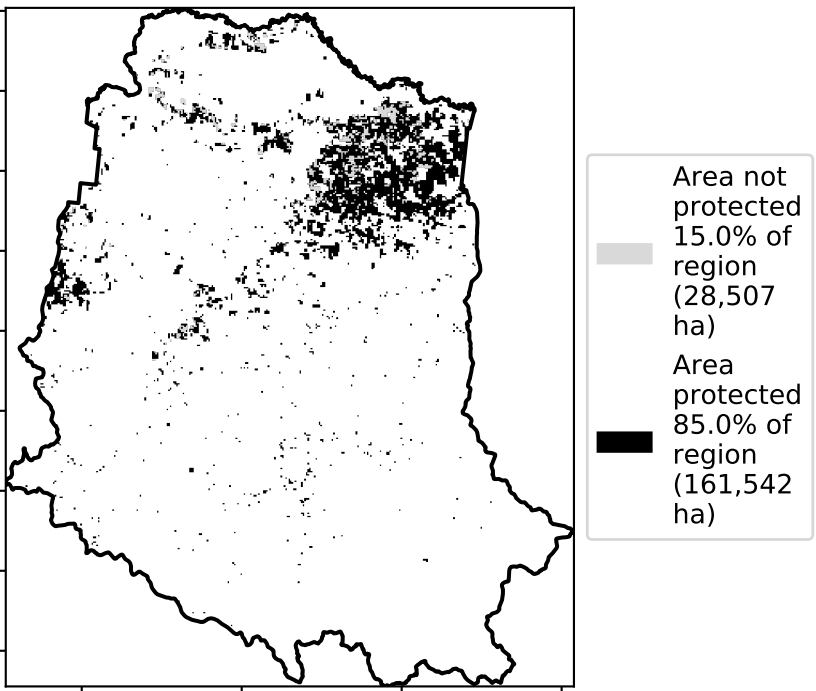 Area not
protected
15.0% of
region
(28,507
ha)
Area
protected
85.0% of
region
(161,542
ha)